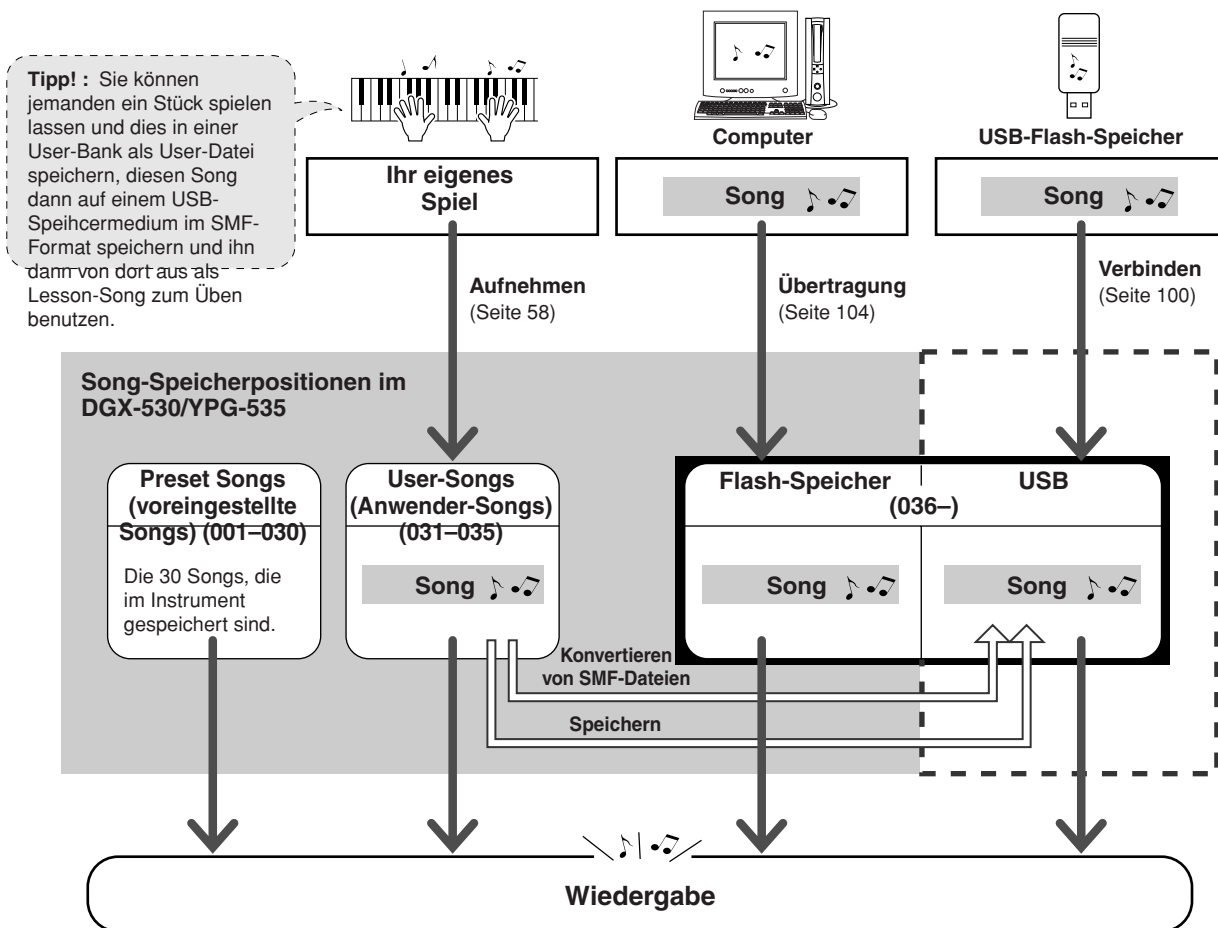 Tipp! : Sie können
jemanden ein Stück spielen
lassen und dies in einer
User-Bank als User-Datei
speichern, diesen Song
dann auf einem USB-
Speihcermedium im SMF-
Format speichern und ihn
dann von dort aus als
Lesson-Song zum Üben
benutzen.
Computer
USB-Flash-Speicher
Ihr eigenes
Spiel
Song
Song
Aufnehmen
(Seite 58)
Übertragung
(Seite 104)
Verbinden
(Seite 100)
Song-Speicherpositionen im
DGX-530/YPG-535
Preset Songs
(voreingestellte
Songs) (001–030)
Die 30 Songs, die
im Instrument
gespeichert sind.
User-Songs
(Anwender-Songs)
(031–035)
Song
Flash-Speicher
USB
(036–)
Song
Song
Konvertieren
von SMF-Dateien
Speichern
Wiedergabe